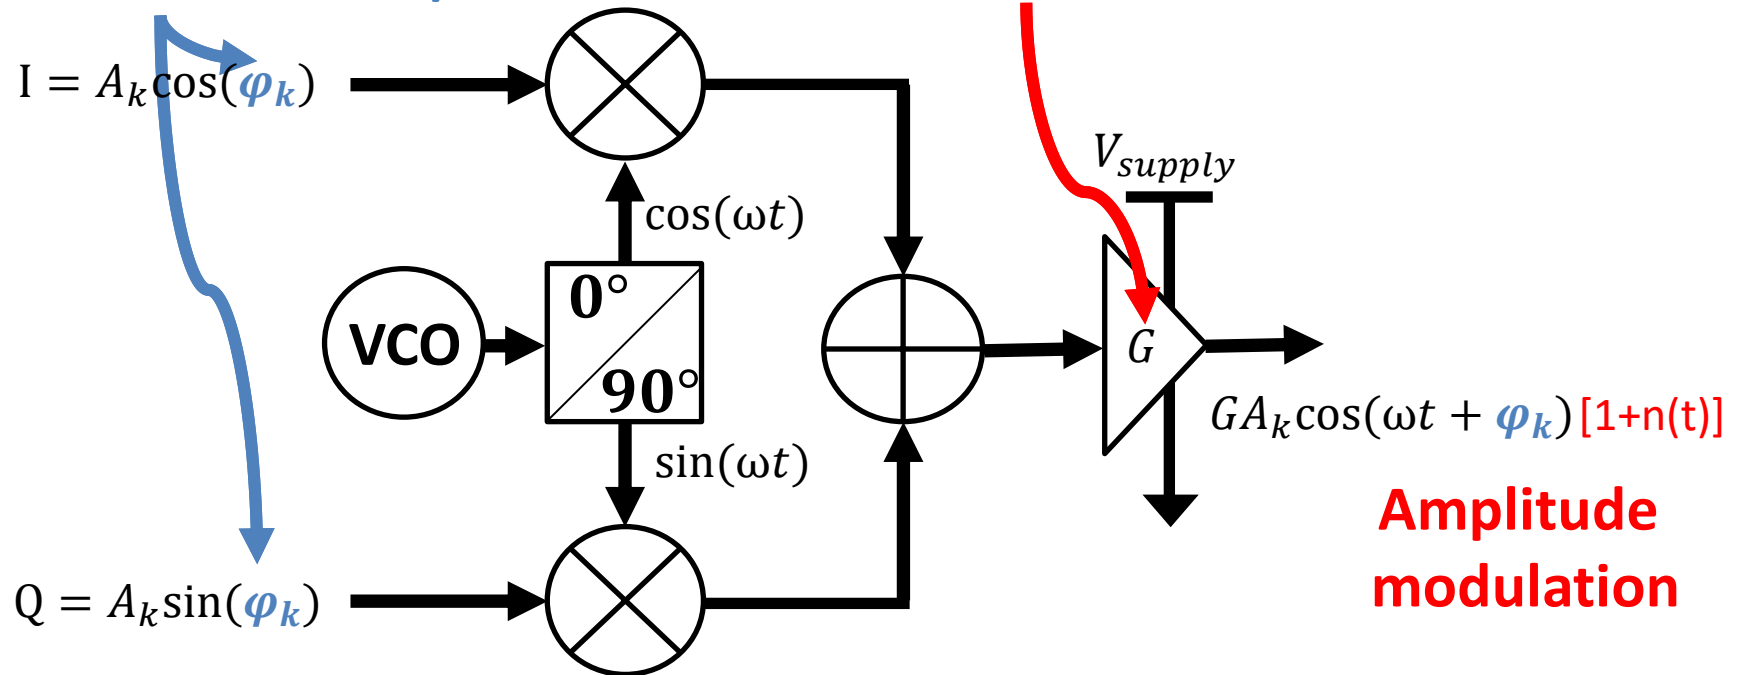 I = A_k cos(φ_k)
V_supply
cos(ωt)
0°
VCO
G
90°
GA_k cos(ωt + φ_k) [1+n(t)]
sin(ωt)
Amplitude
modulation
Q = A_k sin(φ_k)